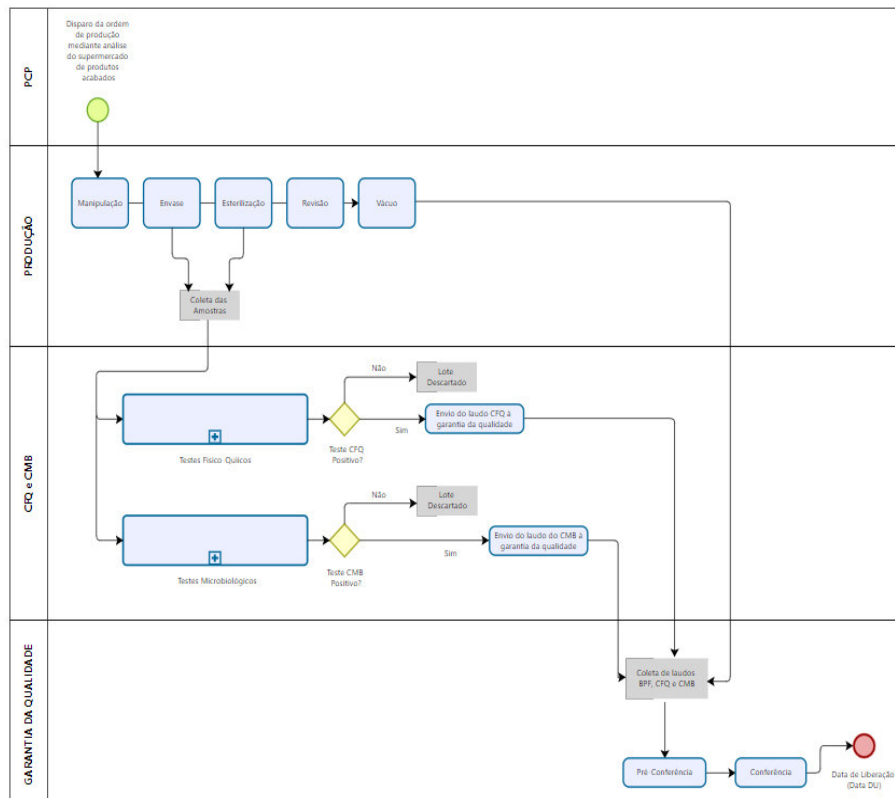 PCP
Disparo da ordem
de produção
mediante análise
do supermercado
de produtos
acabados
PRODUÇÃO
Manipulação
Envase
Esterilização
Revisão
Vácuo
Coleta das
Amostras
CFQ e CMB
Não
Lote
Descartado
Envio do laudo CFQ à
garantia da qualidade
Sim
Testes Físico Quíicos
Teste CFQ
Positivo?
Não
Lote
Descartado
Envio do laudo do CMB à
garantia da qualidade
Sim
Testes Microbiológicos
Teste CMB
Positivo?
GARANTIA DA QUALIDADE
Coleta de laudos
BPF, CFQ e CMB
Pré Conferência
Conferência
Data de Liberação
(Data DU)